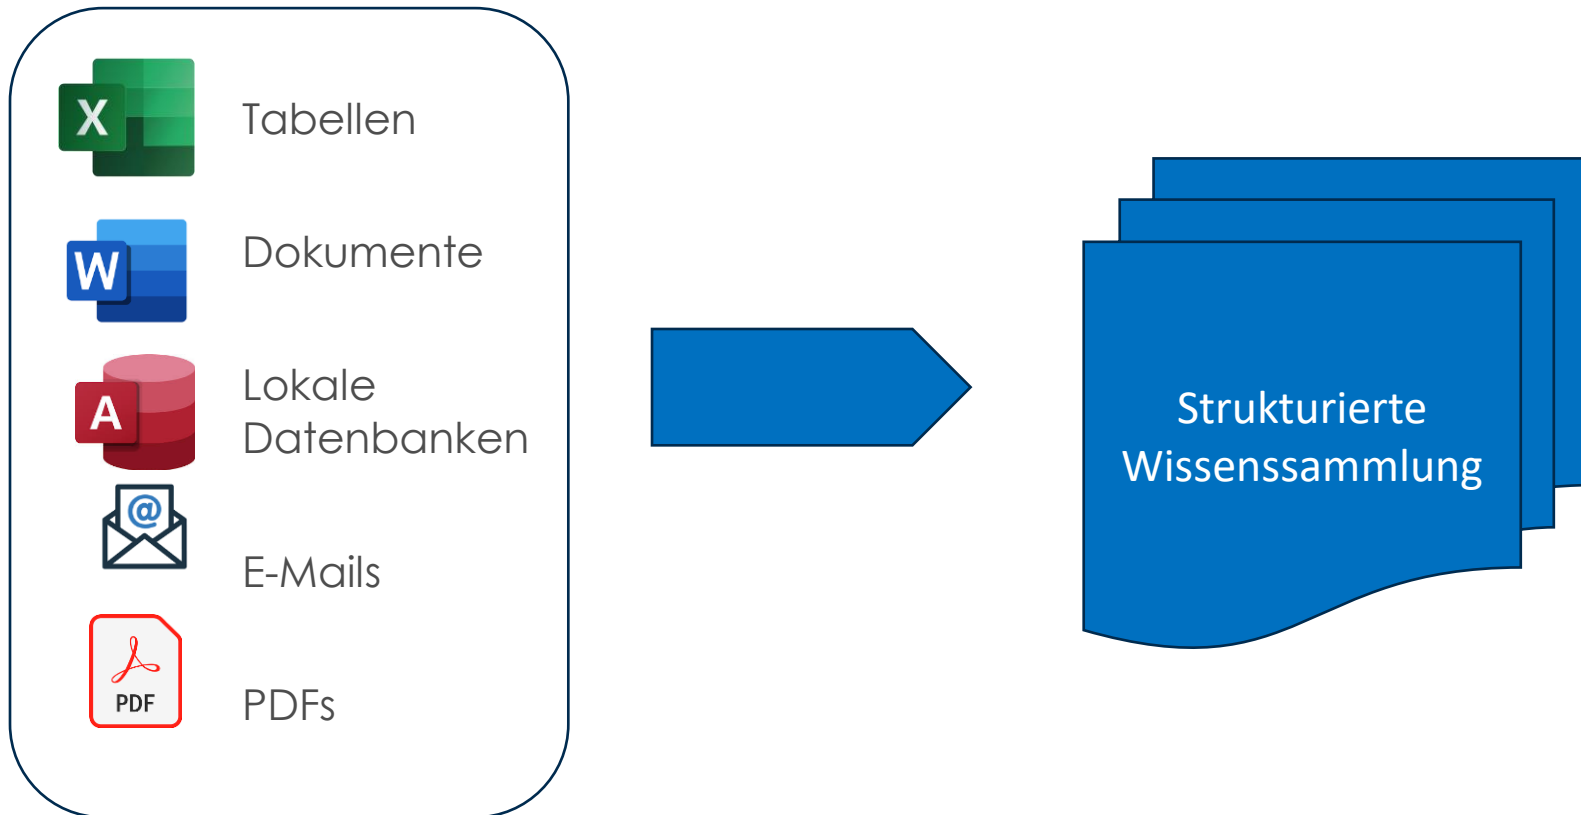 X
Tabellen
W
Dokumente
A
Lokale
Datenbanken
@
E-Mails
PDF
PDFs
Strukturierte
Wissenssammlung